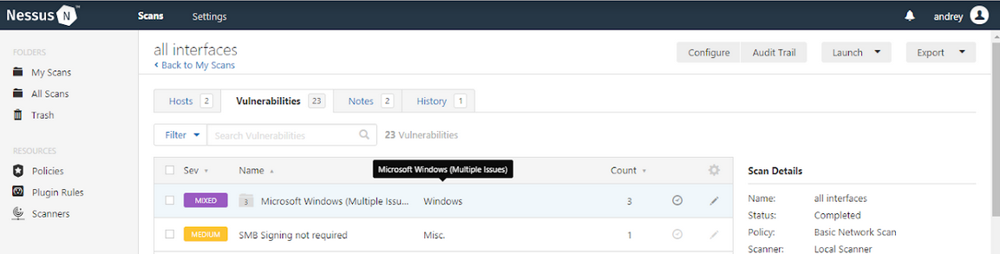 Nessus N ™ Scans Settings andrey
FOLDERS
My Scans
All Scans
Trash
RESOURCES
Policies
Plugin Rules
Scanners
all interfaces
Back to My Scans
Configure Audit Trail Launch Export
Hosts 2 Vulnerabilities 23 Notes 2 History 1
Filter Search Vulnerabilities 23 Vulnerabilities
Sev Name Count
Microsoft Windows (Multiple Issues)
MIXED 3 Microsoft Windows (Multiple Issu... Windows 3
MEDIUM SMB Signing not required Misc. 1
Scan Details
Name: all interfaces
Status: Completed
Policy: Basic Network Scan
Scanner: Local Scanner